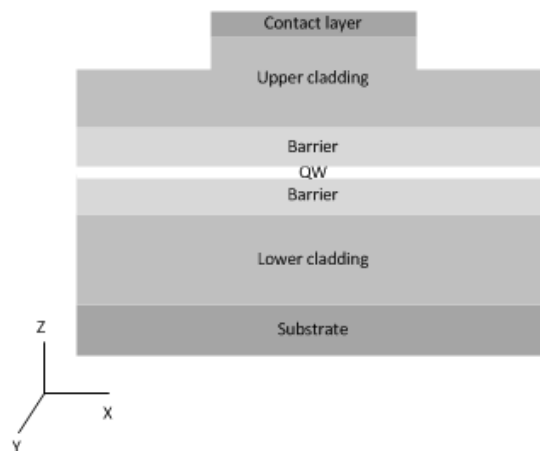 Contact layer
Upper cladding
Barrier
QW
Barrier
Lower cladding
Substrate
Z
X
Y